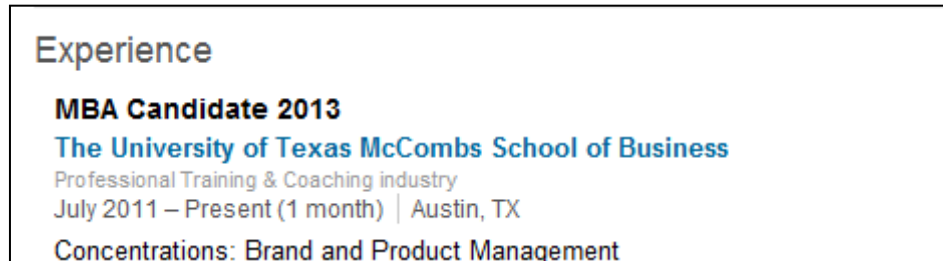 Experience
MBA Candidate 2013
The University of Texas McCombs School of Business
Professional Training & Coaching industry
July 2011 – Present (1 month) | Austin, TX
Concentrations: Brand and Product Management